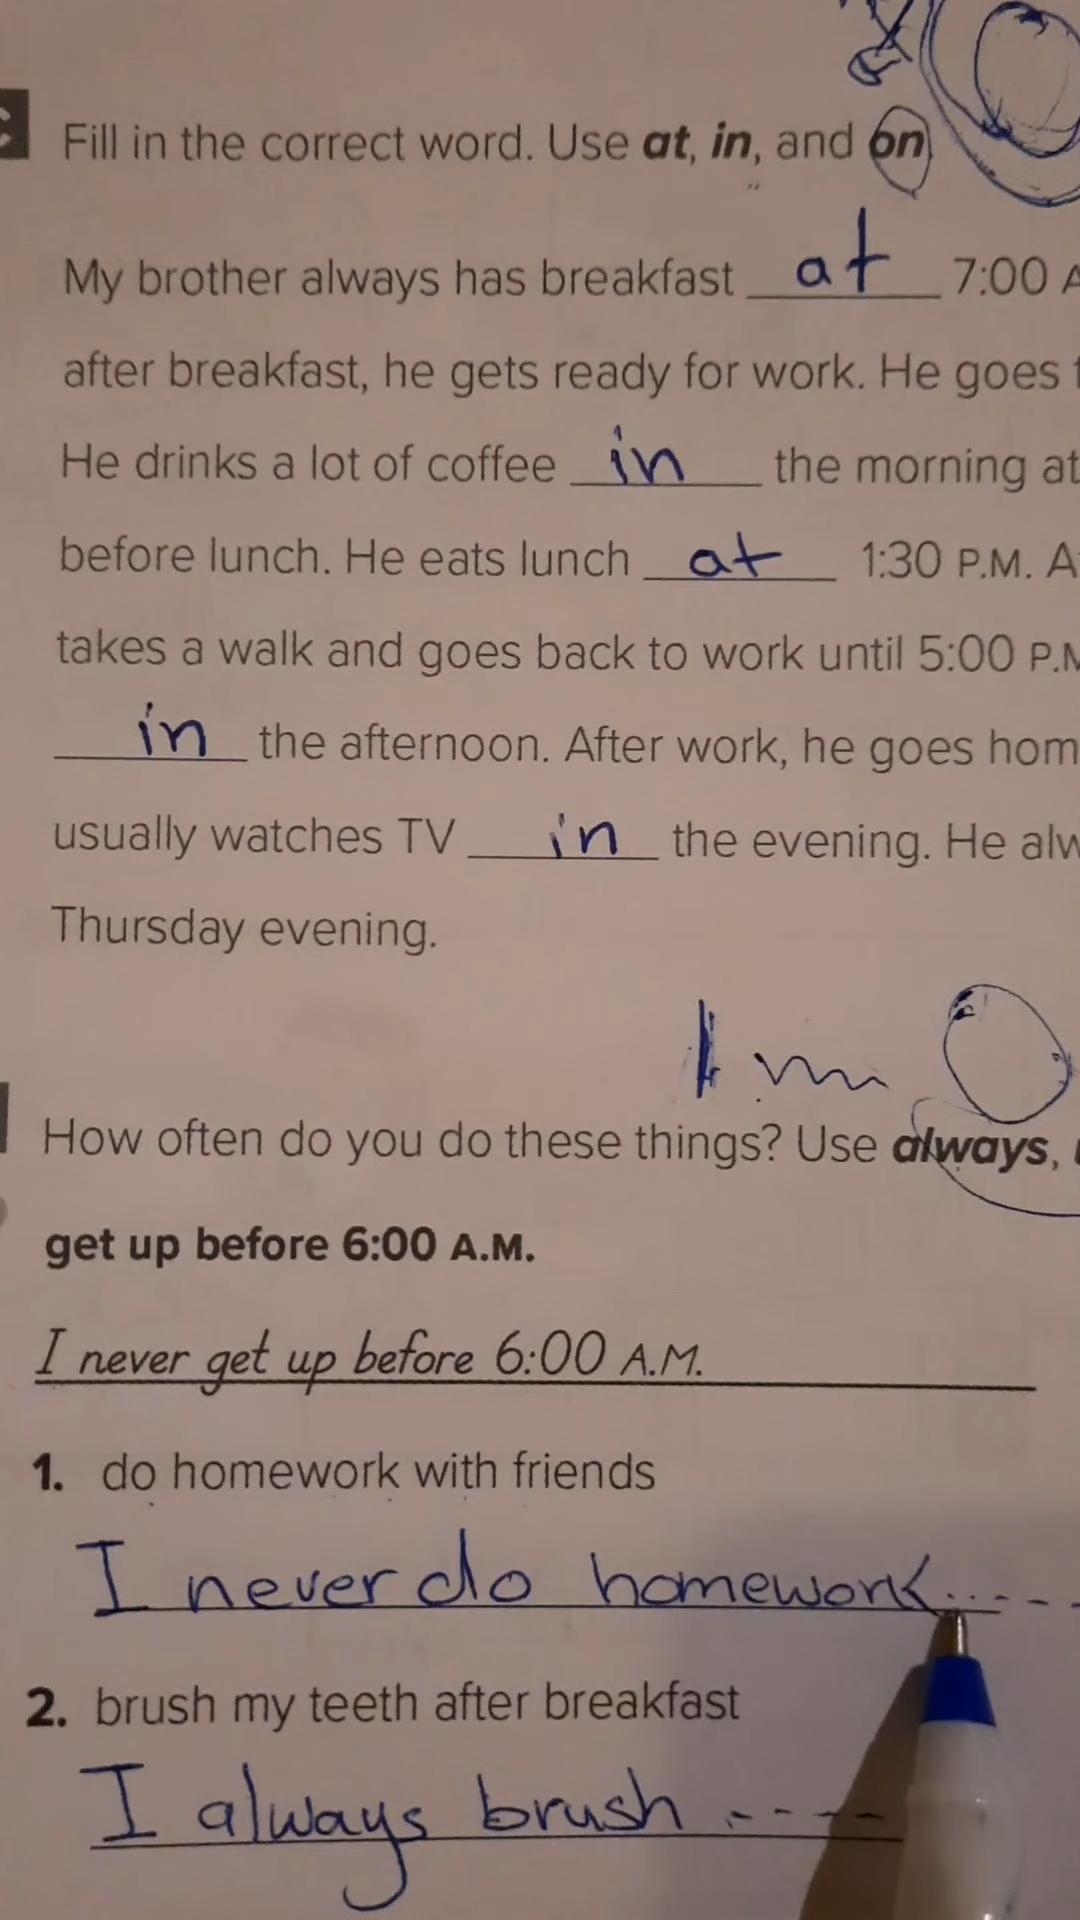 Fill in the correct word. Use at, in, and on
My brother always has breakfast at 7:00 A
after breakfast, he gets ready for work. He goes
He drinks a lot of coffee in the morning at
before lunch. He eats lunch at 1:30 P.M. A
takes a walk and goes back to work until 5:00 P.M
in the afternoon. After work, he goes hom
usually watches TV in the evening. He alw
Thursday evening.
How often do you do these things? Use always,
get up before 6:00 A.M.
I never get up before 6:00 A.M.
1. do homework with friends
I never do homework....---
2. brush my teeth after breakfast
I always brush -----